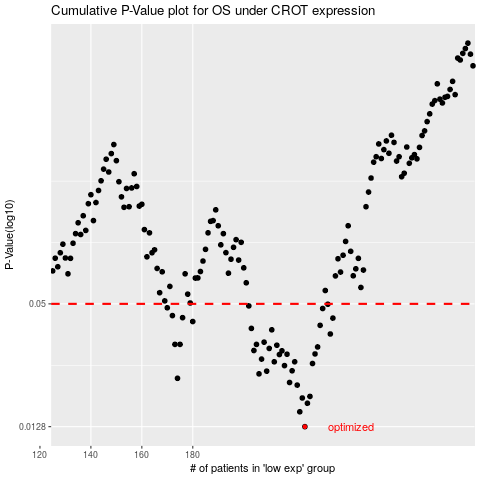 Cumulative P-Value plot for OS under CROT expression
P-Value(log10)
0.05
0.0128
optimized
120 140 160 180
# of patients in 'low exp' group